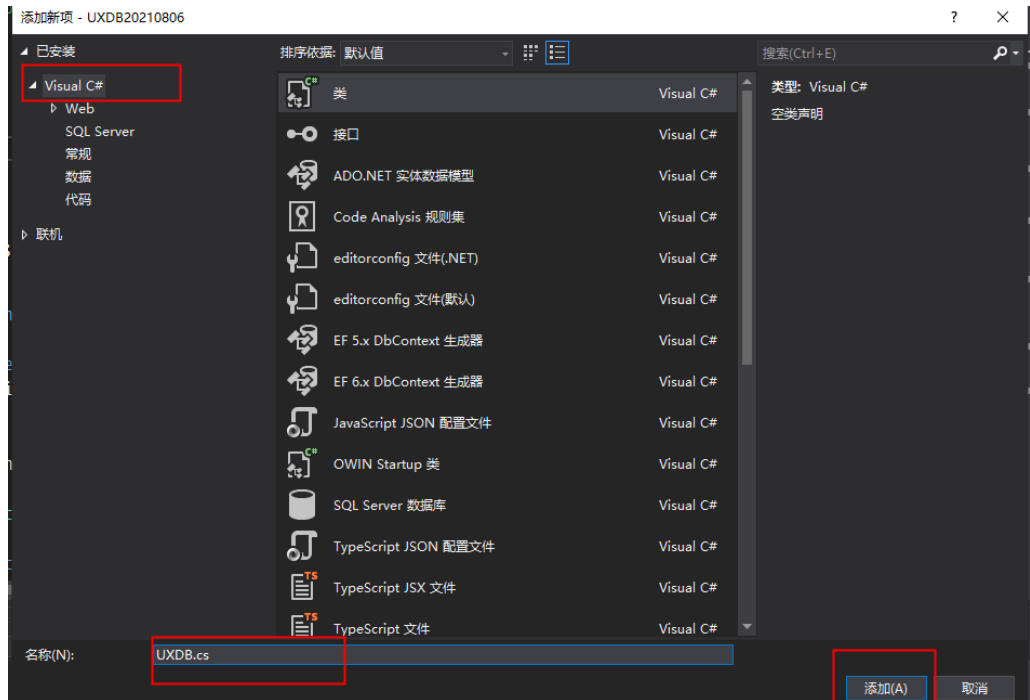 添加新项 - UXDB20210806
? ×
已安装
Visual C#
Web
SQL Server
常规
数据
代码
联机
排序依据: 默认值
类 Visual C#
接口 Visual C#
ADO.NET 实体数据模型 Visual C#
Code Analysis 规则集 Visual C#
editorconfig 文件(.NET) Visual C#
editorconfig 文件(默认) Visual C#
EF 5.x DbContext 生成器 Visual C#
EF 6.x DbContext 生成器 Visual C#
JavaScript JSON 配置文件 Visual C#
OWIN Startup 类 Visual C#
SQL Server 数据库 Visual C#
TypeScript JSON 配置文件 Visual C#
TypeScript JSX 文件 Visual C#
TypeScript 文件 Visual C#
搜索(Ctrl+E)
类型: Visual C#
空类声明
名称(N): UXDB.cs
添加(A) 取消